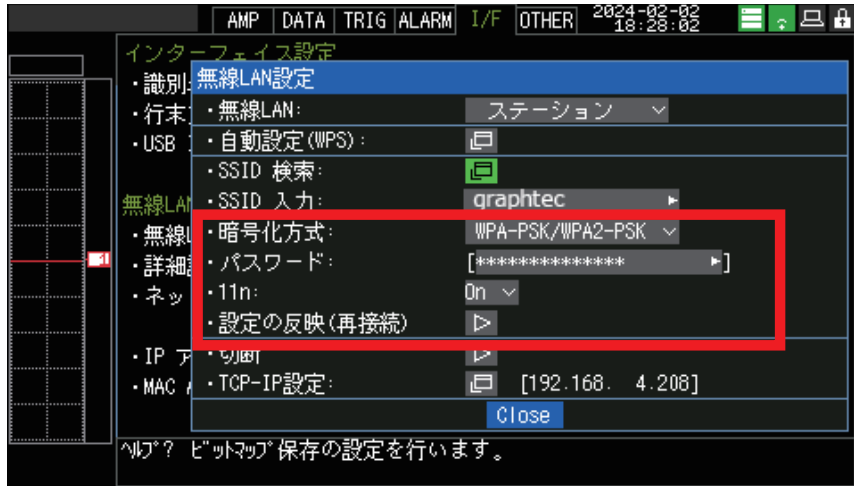 AMP DATA TRIG ALARM I/F OTHER 2024-02-02 18:28:02
インターフェイス設定
・識別
無線LAN設定
・行末
・無線LAN: ステーション
・USB
・自動設定(WPS):
・SSID 検索:
無線LA
・SSID 入力: graphtec
・無線
・暗号化方式: WPA-PSK/WPA2-PSK
・詳細
・パスワード: [**************]
・ネッ
・11n: On
・設定の反映(再接続)
・IP ア
・切断
・MAC
・TCP-IP設定: [192.168. 4.208]
Close
1
ﾍﾙﾌﾟ? ﾋﾞｯﾄﾏｯﾌﾟ保存の設定を行います。